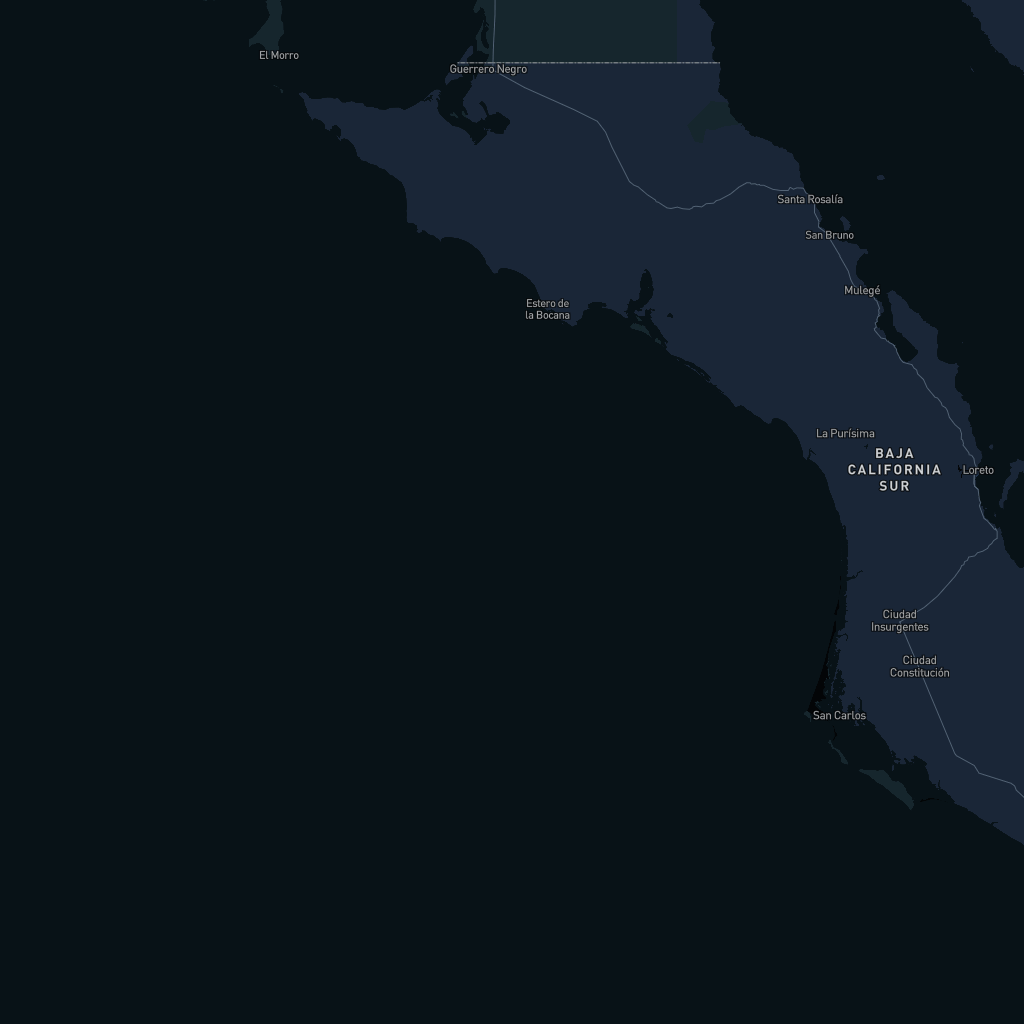 El Morro
Guerrero Negro
Santa Rosalía
San Bruno
Mulegé
Estero de
la Bocana
La Purísima
BAJA
CALIFORNIA
SUR
Loreto
Ciudad
Insurgentes
Ciudad
Constitución
San Carlos